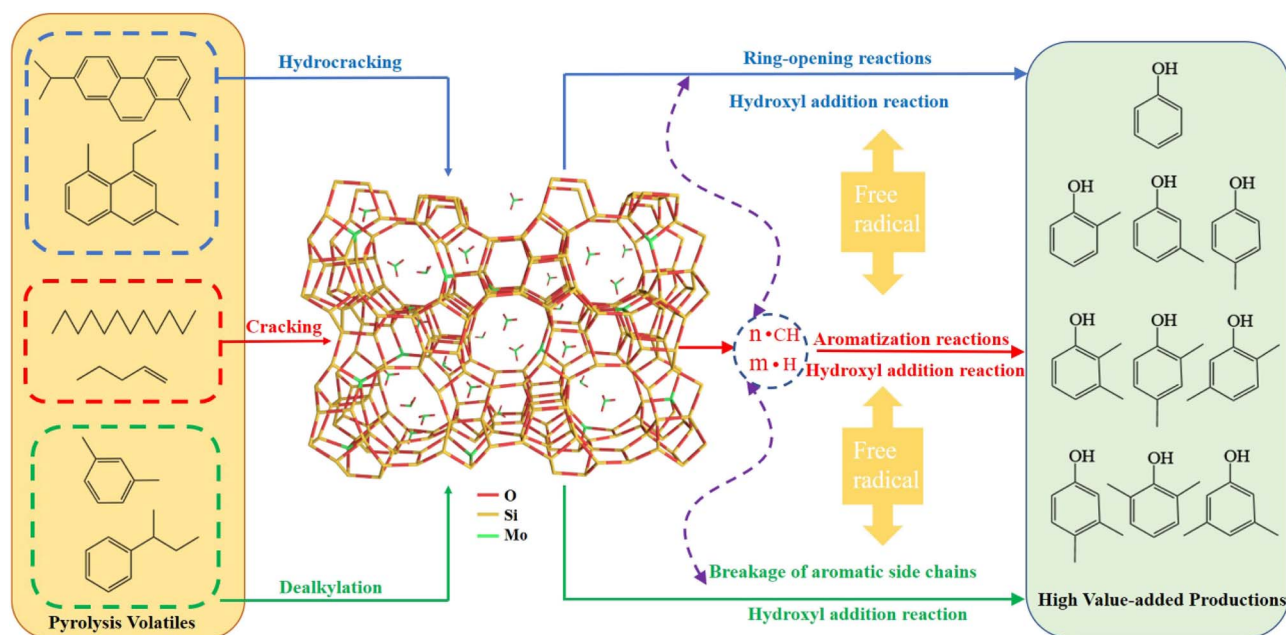 Hydrocracking
Cracking
Dealkylation
Pyrolysis Volatiles
O
Si
Mo
Ring-opening reactions
Hydroxyl addition reaction
Free
radical
n•CH
m•H
Aromatization reactions
Hydroxyl addition reaction
Free
radical
Breakage of aromatic side chains
Hydroxyl addition reaction
OH
OH
OH
OH
OH
OH
OH
OH
OH
OH
High Value-added Productions